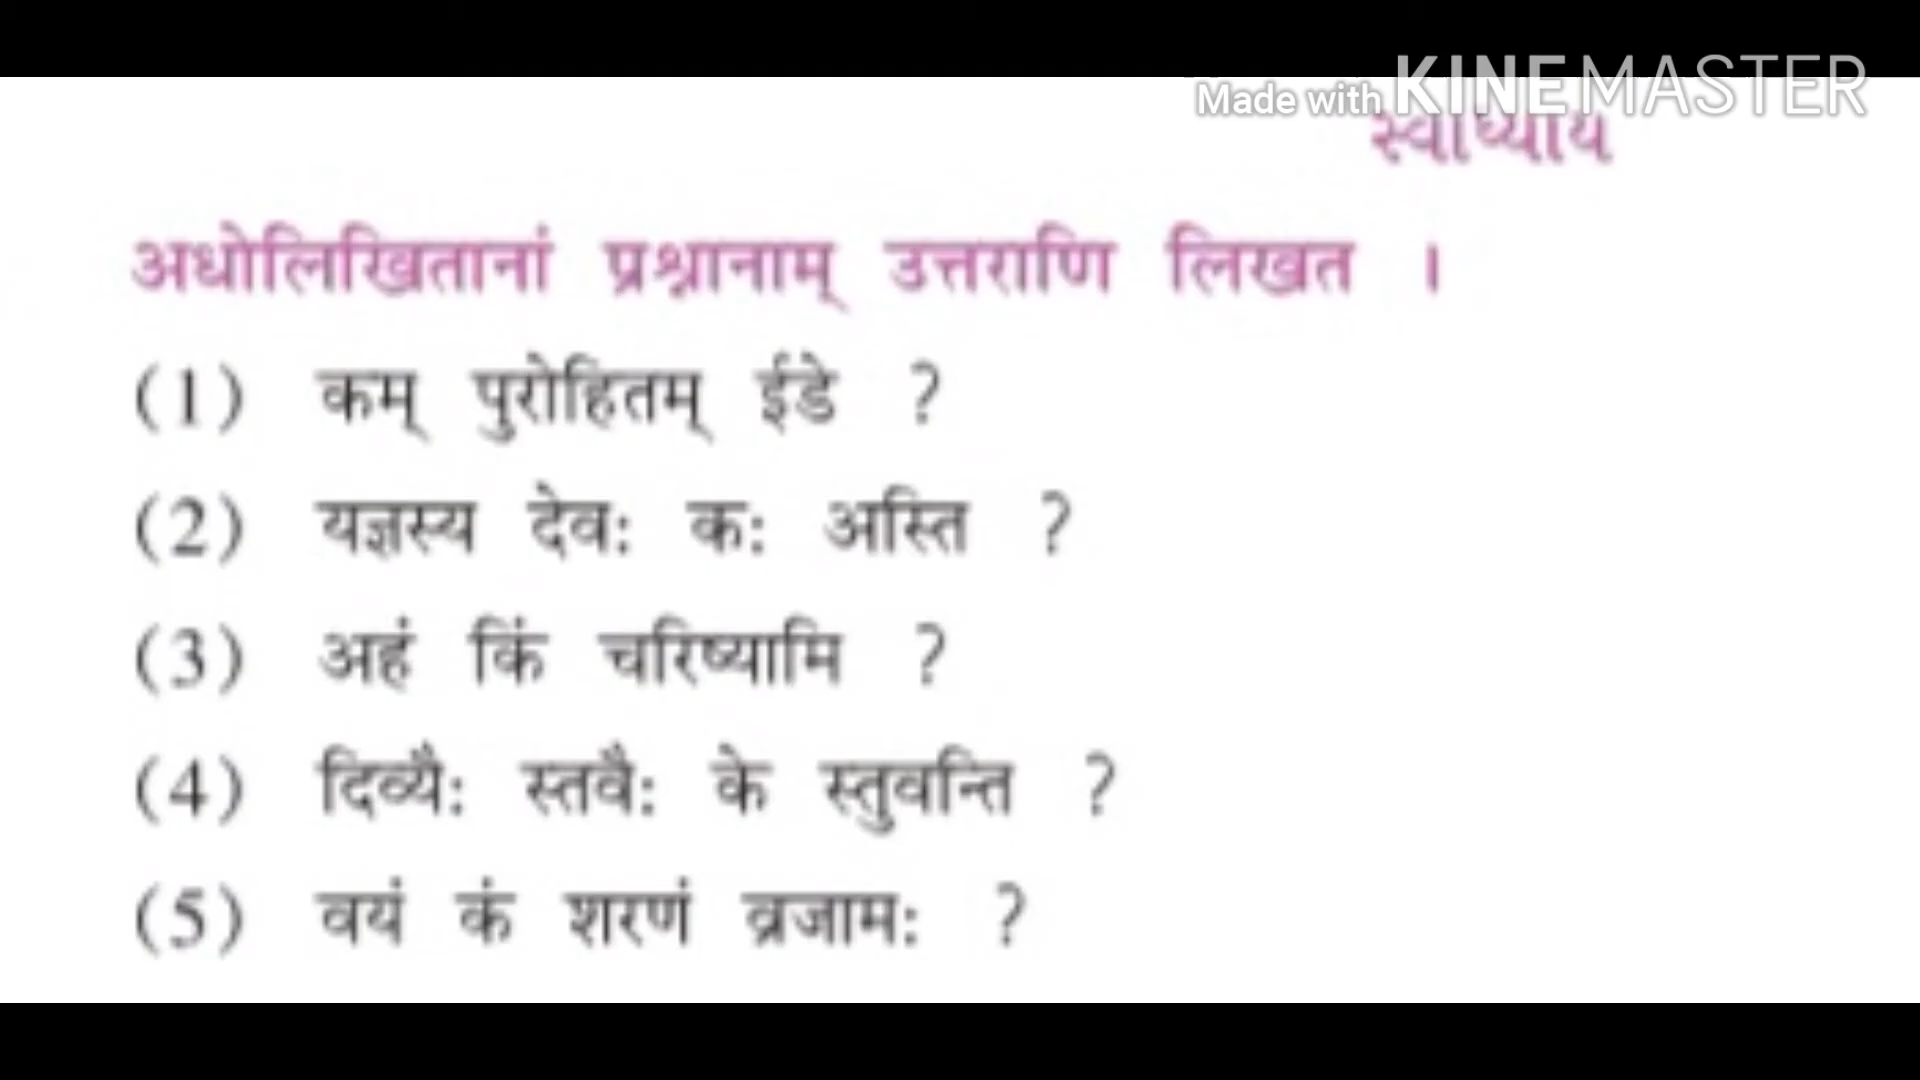 Made with KINEMASTER
स्वाध्याय
अधोलिखितानां प्रश्नानाम् उत्तराणि लिखत ।
(1) कम् पुरोहितम् ईडे ?
(2) यज्ञस्य देवः कः अस्ति ?
(3) अहं किं चरिष्यामि ?
(4) दिव्यैः स्तवैः के स्तुवन्ति ?
(5) वयं कं शरणं व्रजामः ?